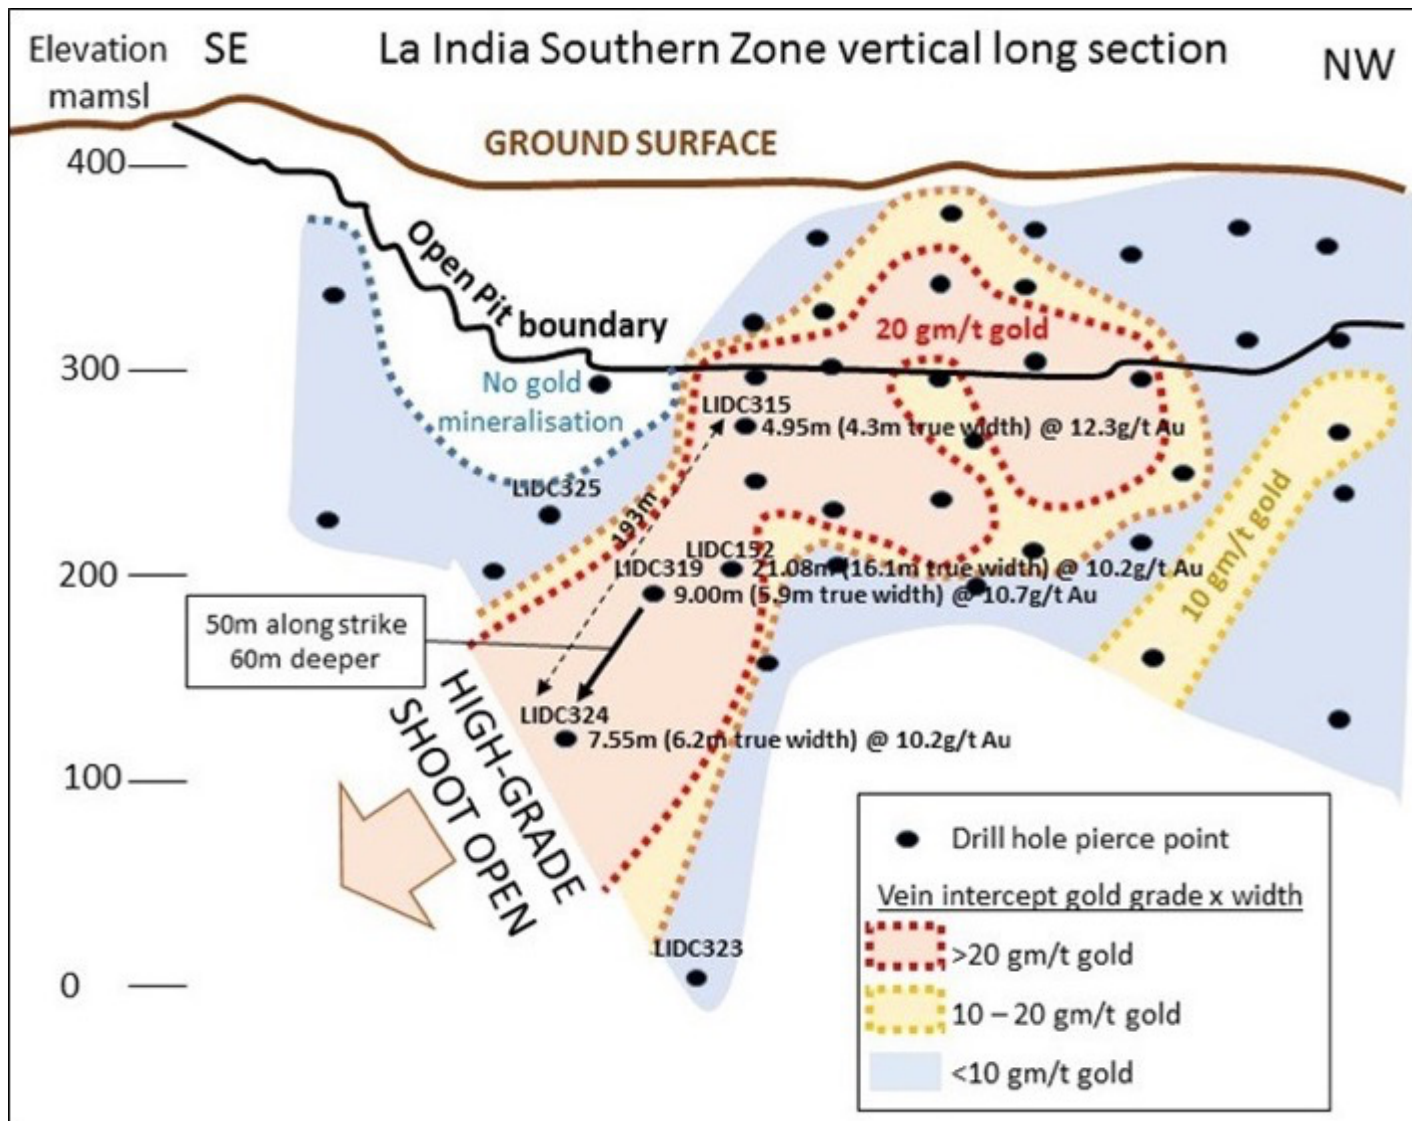 Elevation
mamsl
SE
La India Southern Zone vertical long section
NW
GROUND SURFACE
400
Open Pit boundary
300
20 gm/t gold
No gold
mineralisation
LIDC315
4.95m (4.3m true width) @ 12.3g/t Au
LIDC325
193m
10 gm/t gold
LIDC152
200
LIDC319
21.08m (16.1m true width) @ 10.2g/t Au
9.00m (5.9m true width) @ 10.7g/t Au
50m along strike
60m deeper
HIGH-GRADE
SHOOT OPEN
LIDC324
7.55m (6.2m true width) @ 10.2g/t Au
100
LIDC323
0
Drill hole pierce point
Vein intercept gold grade x width
>20 gm/t gold
10 – 20 gm/t gold
<10 gm/t gold